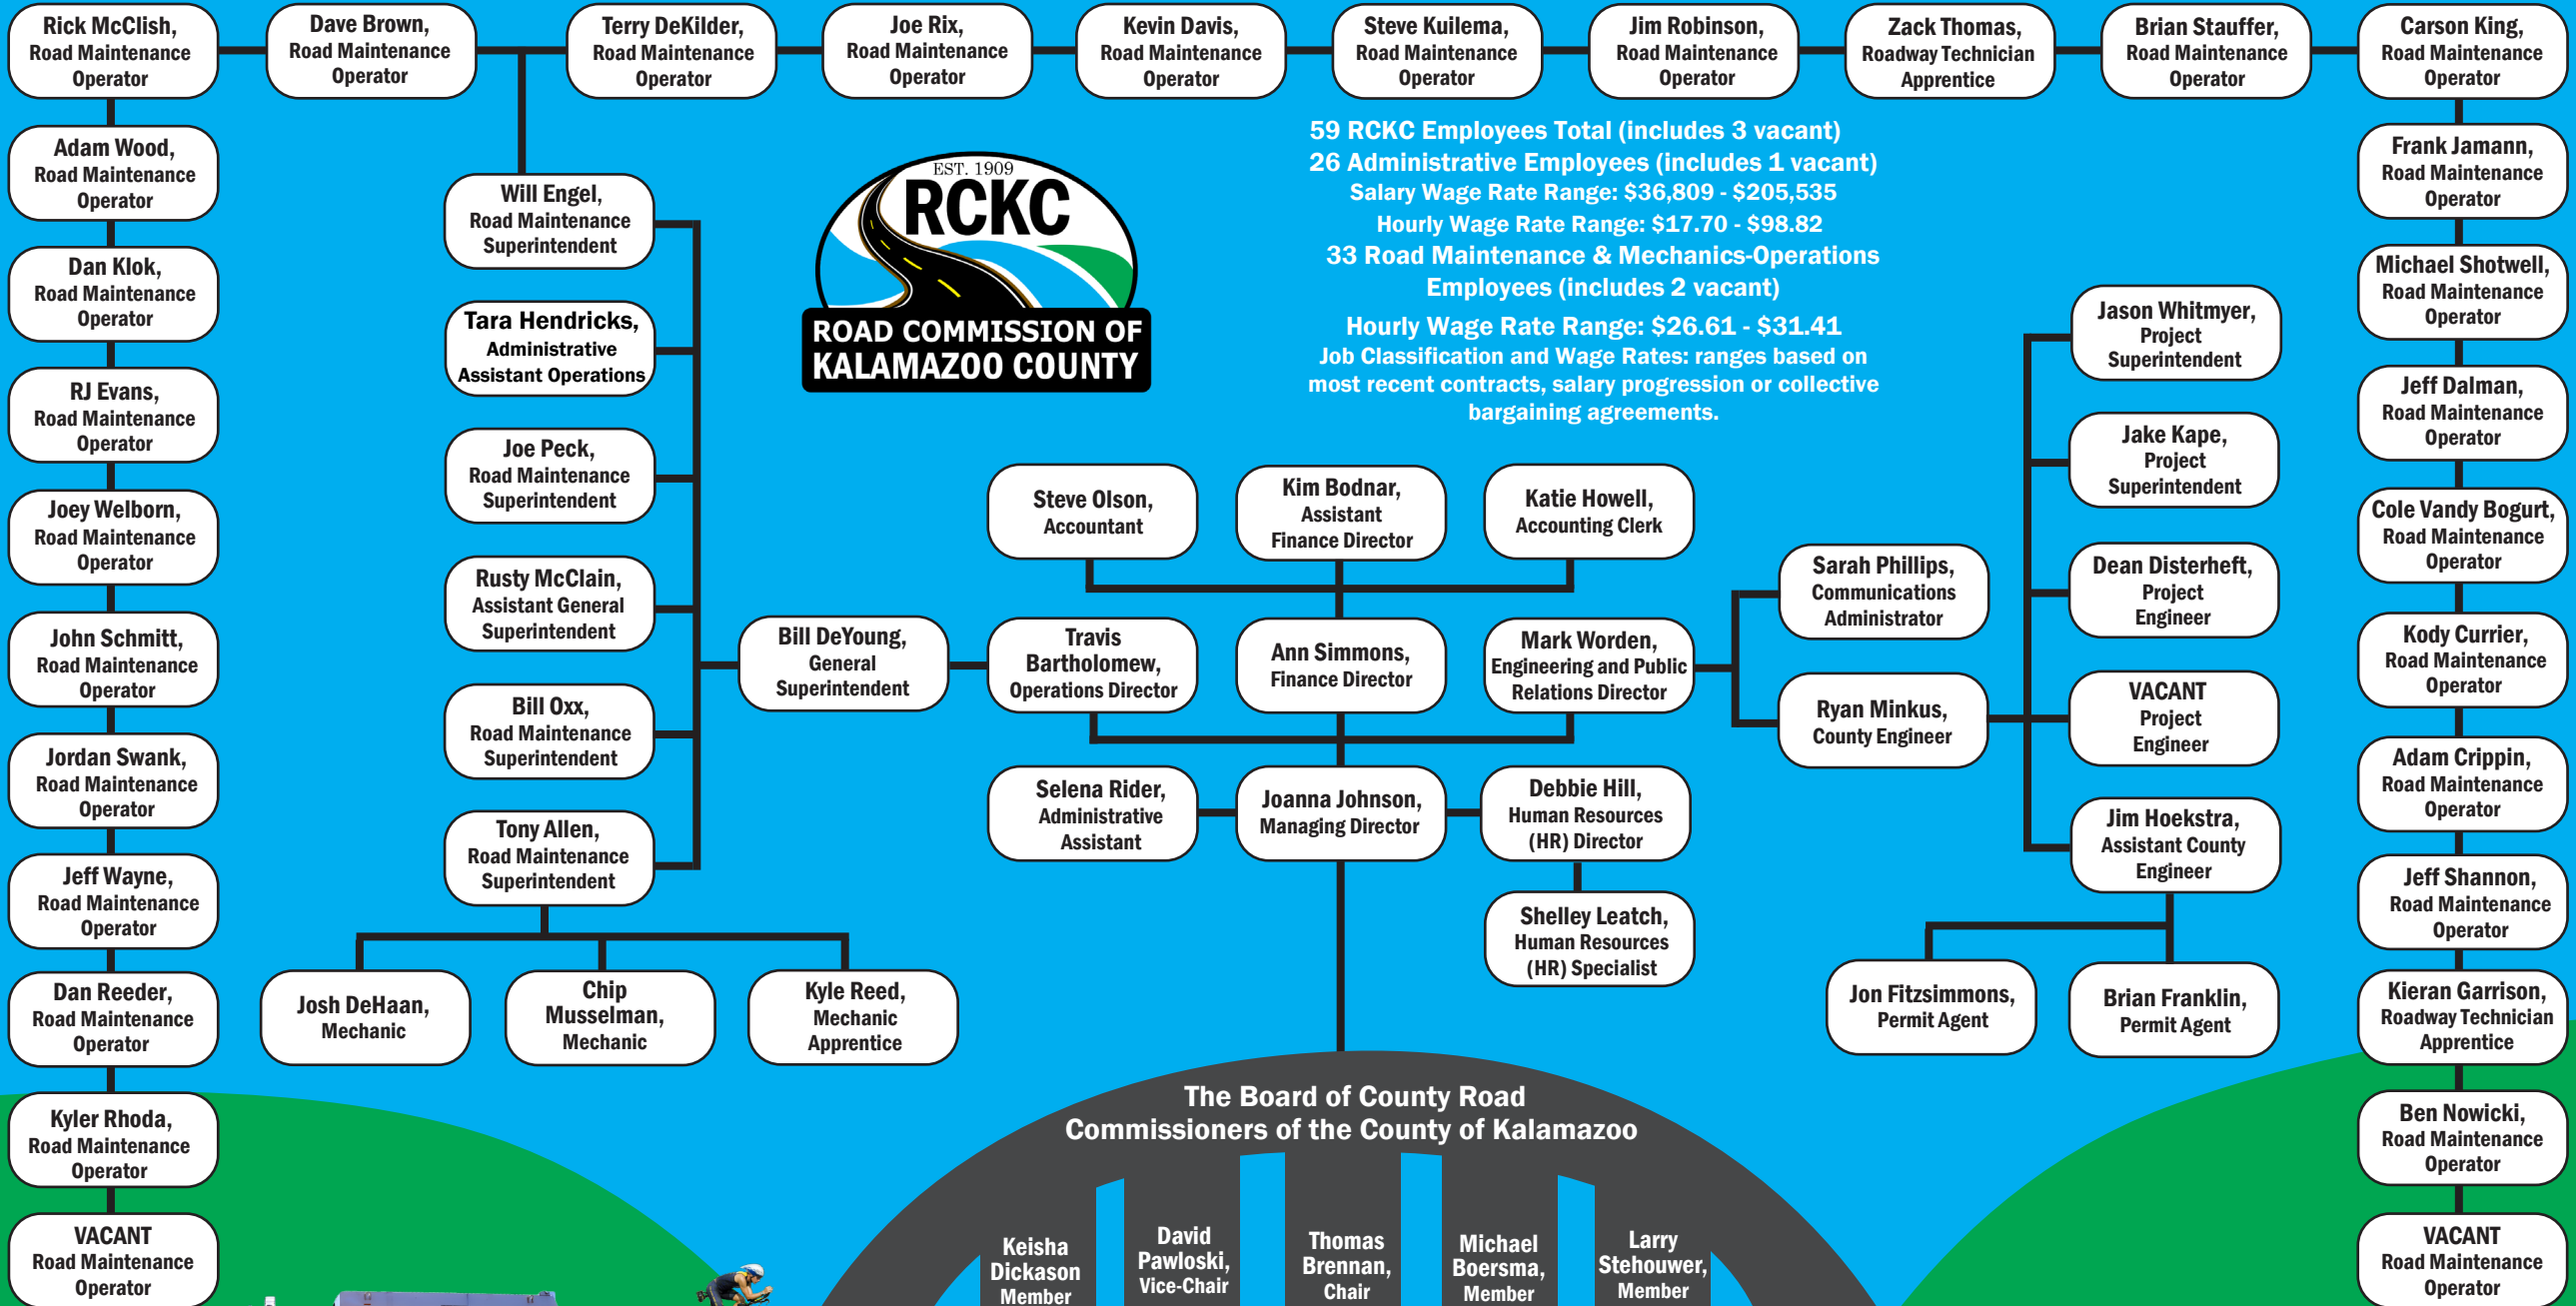 Rick McClish,
Road Maintenance
Operator
Dave Brown,
Road Maintenance
Operator
Terry DeKilder,
Road Maintenance
Operator
Joe Rix,
Road Maintenance
Operator
Kevin Davis,
Road Maintenance
Operator
Steve Kuilema,
Road Maintenance
Operator
Jim Robinson,
Road Maintenance
Operator
Zack Thomas,
Roadway Technician
Apprentice
Brian Stauffer,
Road Maintenance
Operator
Carson King,
Road Maintenance
Operator
Adam Wood,
Road Maintenance
Operator
Dan Klok,
Road Maintenance
Operator
RJ Evans,
Road Maintenance
Operator
Joey Welborn,
Road Maintenance
Operator
John Schmitt,
Road Maintenance
Operator
Jordan Swank,
Road Maintenance
Operator
Jeff Wayne,
Road Maintenance
Operator
Dan Reeder,
Road Maintenance
Operator
Kyler Rhoda,
Road Maintenance
Operator
VACANT
Road Maintenance
Operator
Will Engel,
Road Maintenance
Superintendent
Tara Hendricks,
Administrative
Assistant Operations
Joe Peck,
Road Maintenance
Superintendent
Rusty McClain,
Assistant General
Superintendent
Bill Oxx,
Road Maintenance
Superintendent
Tony Allen,
Road Maintenance
Superintendent
Josh DeHaan,
Mechanic
Chip
Musselman,
Mechanic
Kyle Reed,
Mechanic
Apprentice
Bill DeYoung,
General
Superintendent
EST. 1909
RCKC
ROAD COMMISSION OF
KALAMAZOO COUNTY
59 RCKC Employees Total (includes 3 vacant)
26 Administrative Employees (includes 1 vacant)
Salary Wage Rate Range: $36,809 - $205,535
Hourly Wage Rate Range: $17.70 - $98.82
33 Road Maintenance & Mechanics-Operations
Employees (includes 2 vacant)
Hourly Wage Rate Range: $26.61 - $31.41
Job Classification and Wage Rates: ranges based on
most recent contracts, salary progression or collective
bargaining agreements.
Steve Olson,
Accountant
Kim Bodnar,
Assistant
Finance Director
Katie Howell,
Accounting Clerk
Travis
Bartholomew,
Operations Director
Ann Simmons,
Finance Director
Mark Worden,
Engineering and Public
Relations Director
Selena Rider,
Administrative
Assistant
Joanna Johnson,
Managing Director
Debbie Hill,
Human Resources
(HR) Director
Shelley Leatch,
Human Resources
(HR) Specialist
Sarah Phillips,
Communications
Administrator
Ryan Minkus,
County Engineer
Jason Whitmyer,
Project
Superintendent
Jake Kape,
Project
Superintendent
Dean Disterheft,
Project
Engineer
VACANT
Project
Engineer
Jim Hoekstra,
Assistant County
Engineer
Jon Fitzsimmons,
Permit Agent
Brian Franklin,
Permit Agent
Frank Jamann,
Road Maintenance
Operator
Michael Shotwell,
Road Maintenance
Operator
Jeff Dalman,
Road Maintenance
Operator
Cole Vandy Bogurt,
Road Maintenance
Operator
Kody Currier,
Road Maintenance
Operator
Adam Crippin,
Road Maintenance
Operator
Jeff Shannon,
Road Maintenance
Operator
Kieran Garrison,
Roadway Technician
Apprentice
Ben Nowicki,
Road Maintenance
Operator
VACANT
Road Maintenance
Operator
The Board of County Road
Commissioners of the County of Kalamazoo
Keisha
Dickason
Member
David
Pawloski,
Vice-Chair
Thomas
Brennan,
Chair
Michael
Boersma,
Member
Larry
Stehouwer,
Member